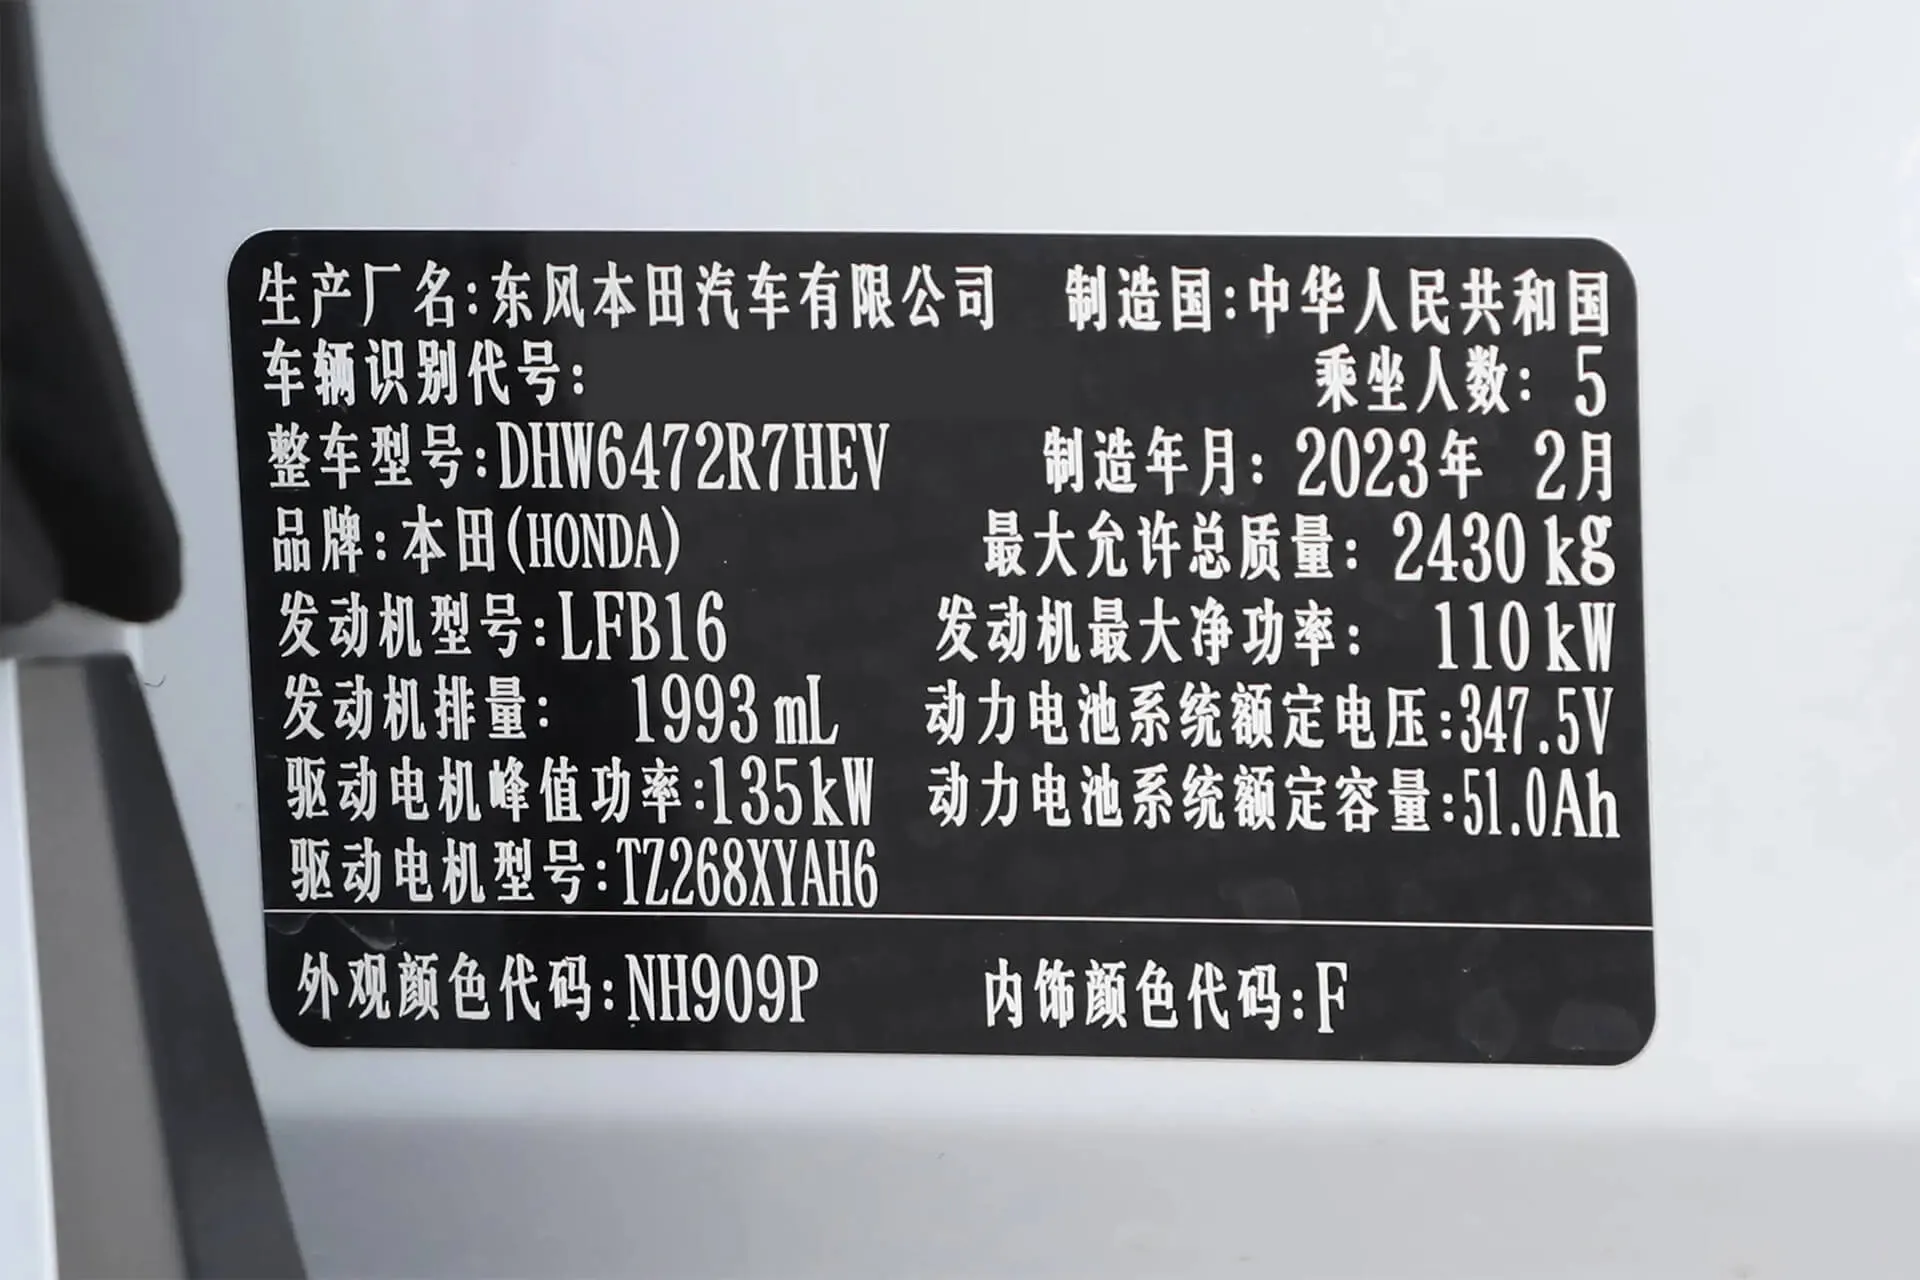 生产厂名:东风本田汽车有限公司 制造国:中华人民共和国
车辆识别代号: 乘坐人数: 5
整车型号:DHW6472R7HEV 制造年月: 2023年 2月
品牌:本田(HONDA) 最大允许总质量: 2430 kg
发动机型号:LFB16 发动机最大净功率: 110 kW
发动机排量: 1993 mL 动力电池系统额定电压:347.5V
驱动电机峰值功率:135kW 动力电池系统额定容量:51.0Ah
驱动电机型号:TZ268XYAH6
外观颜色代码:NH909P 内饰颜色代码:F